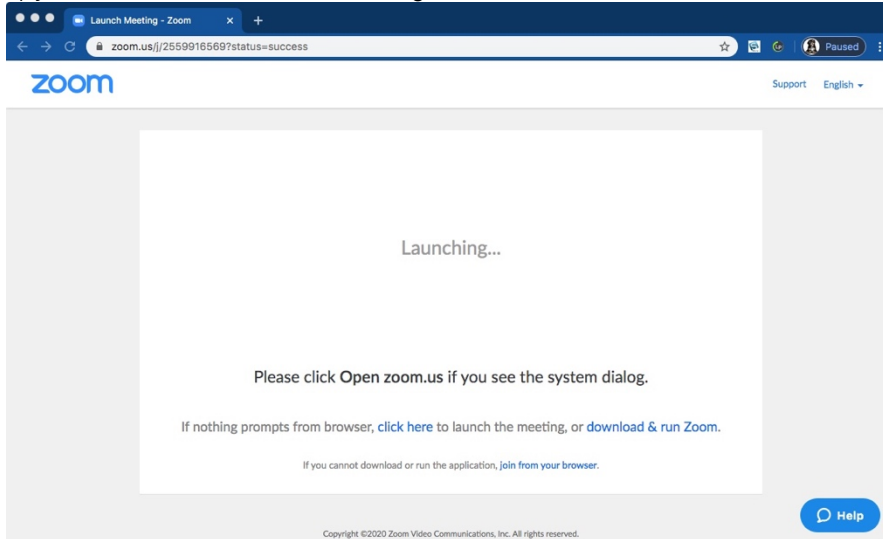 Launch Meeting - Zoom
zoom.us/j/2559916569?status=success
Paused
zoom
Support English
Launching...
Please click Open zoom.us if you see the system dialog.
If nothing prompts from browser, click here to launch the meeting, or download & run Zoom.
If you cannot download or run the application, join from your browser.
Help
Copyright ©2020 Zoom Video Communications, Inc. All rights reserved.